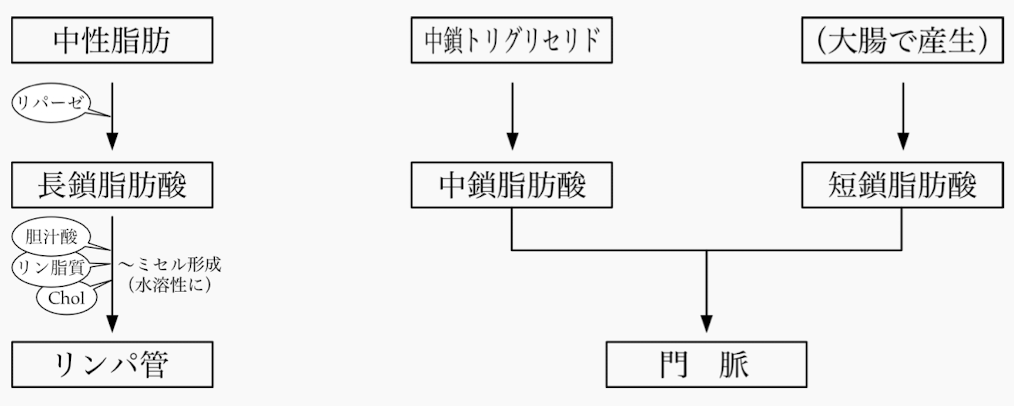 中性脂肪
中鎖トリグリセリド
（大腸で産生）
リパーゼ
長鎖脂肪酸
中鎖脂肪酸
短鎖脂肪酸
胆汁酸
リン脂質
Chol
～ミセル形成
（水溶性に）
リンパ管
門　脈